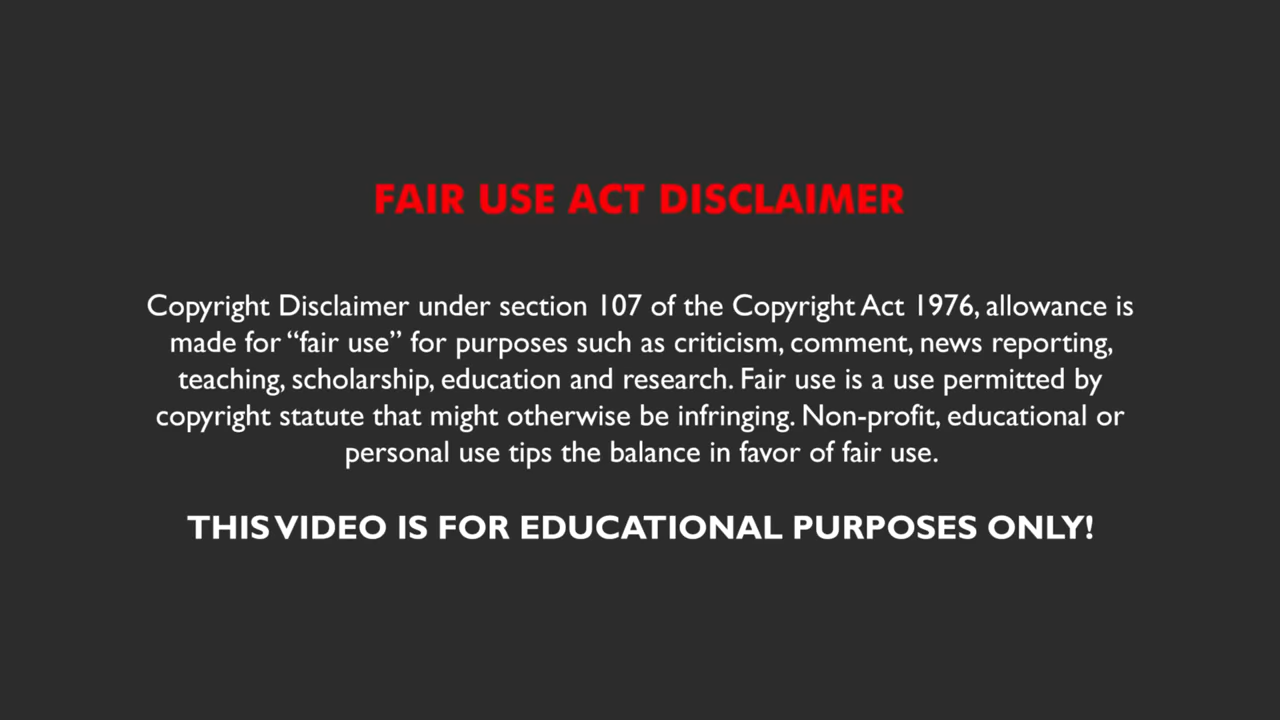 FAIR USE ACT DISCLAIMER
Copyright Disclaimer under section 107 of the Copyright Act 1976, allowance is
made for “fair use” for purposes such as criticism, comment, news reporting,
teaching, scholarship, education and research. Fair use is a use permitted by
copyright statute that might otherwise be infringing. Non-profit, educational or
personal use tips the balance in favor of fair use.
THIS VIDEO IS FOR EDUCATIONAL PURPOSES ONLY!